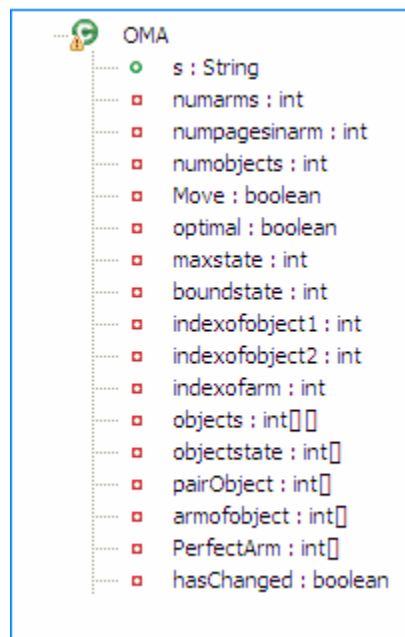 OMA
s : String
numarms : int
numpagesinarm : int
numobjects : int
Move : boolean
optimal : boolean
maxstate : int
boundstate : int
indexofobject1 : int
indexofobject2 : int
indexofarm : int
objects : int[][]
objectstate : int[]
pairObject : int[]
armofobject : int[]
PerfectArm : int[]
hasChanged : boolean